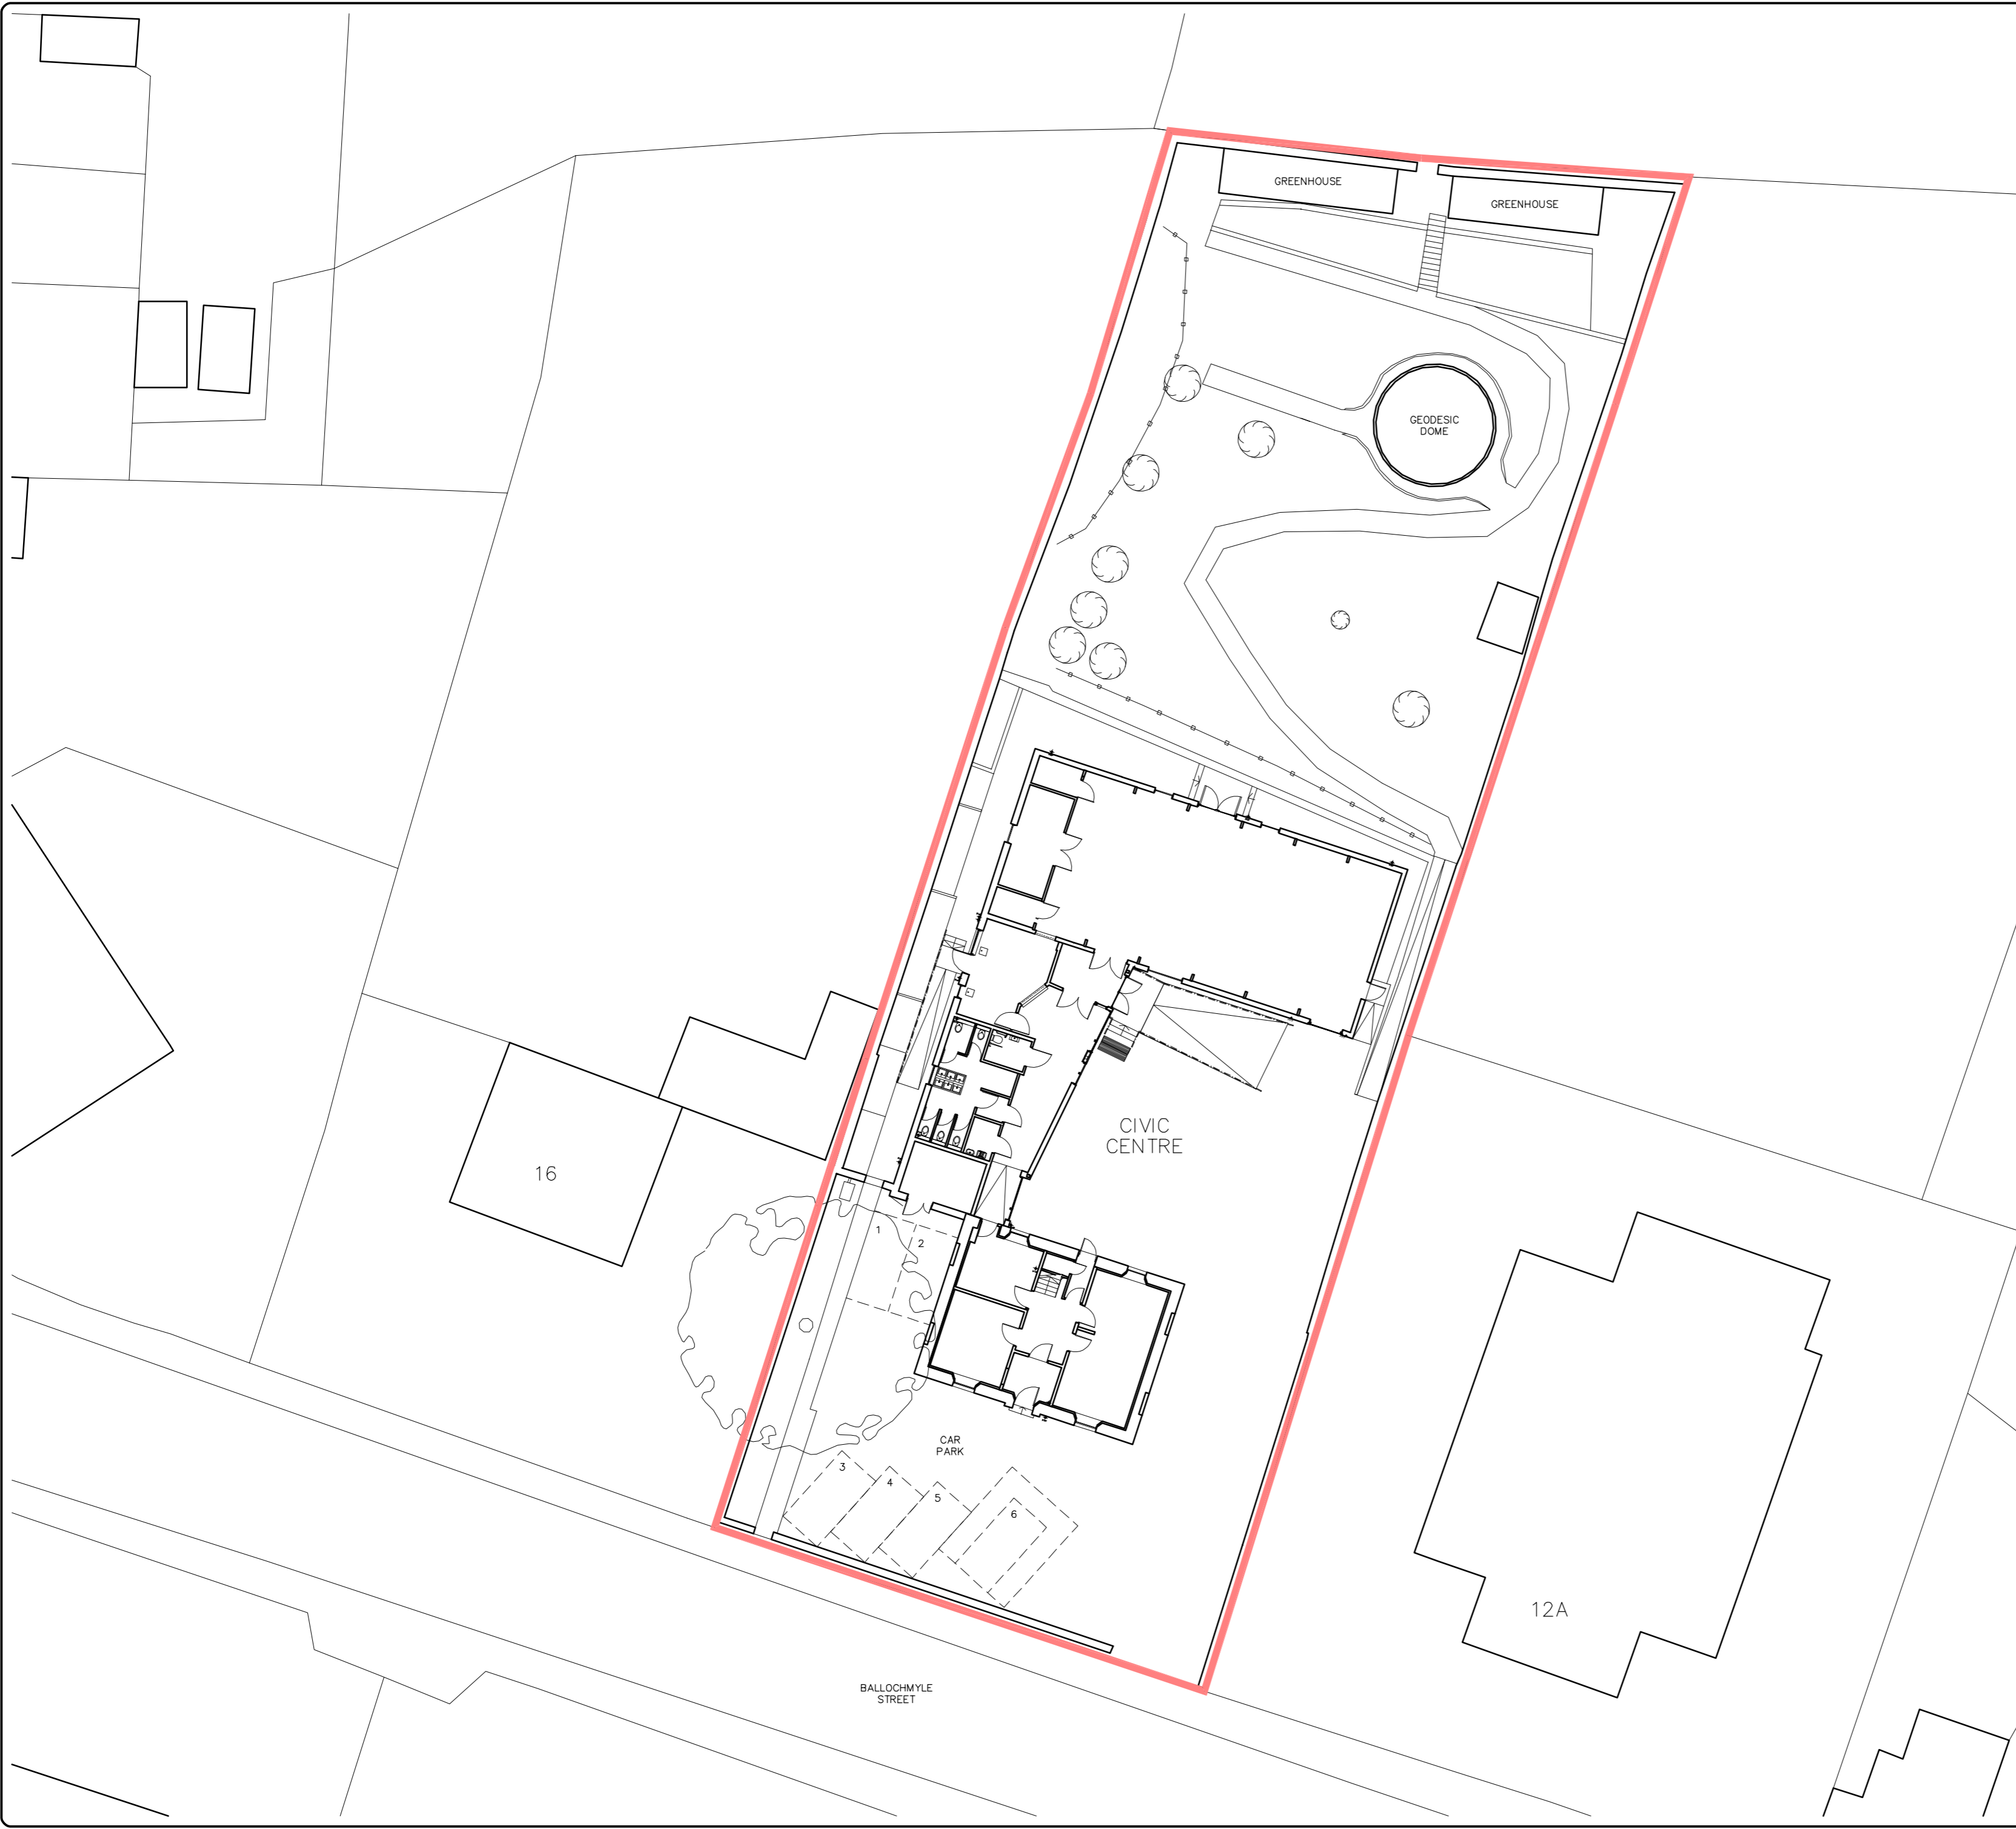 GREENHOUSE
GREENHOUSE
GEODESIC
DOME
CIVIC
CENTRE
16
1
2
CAR
PARK
3
4
5
6
12A
BALLOCHMYLE
STREET